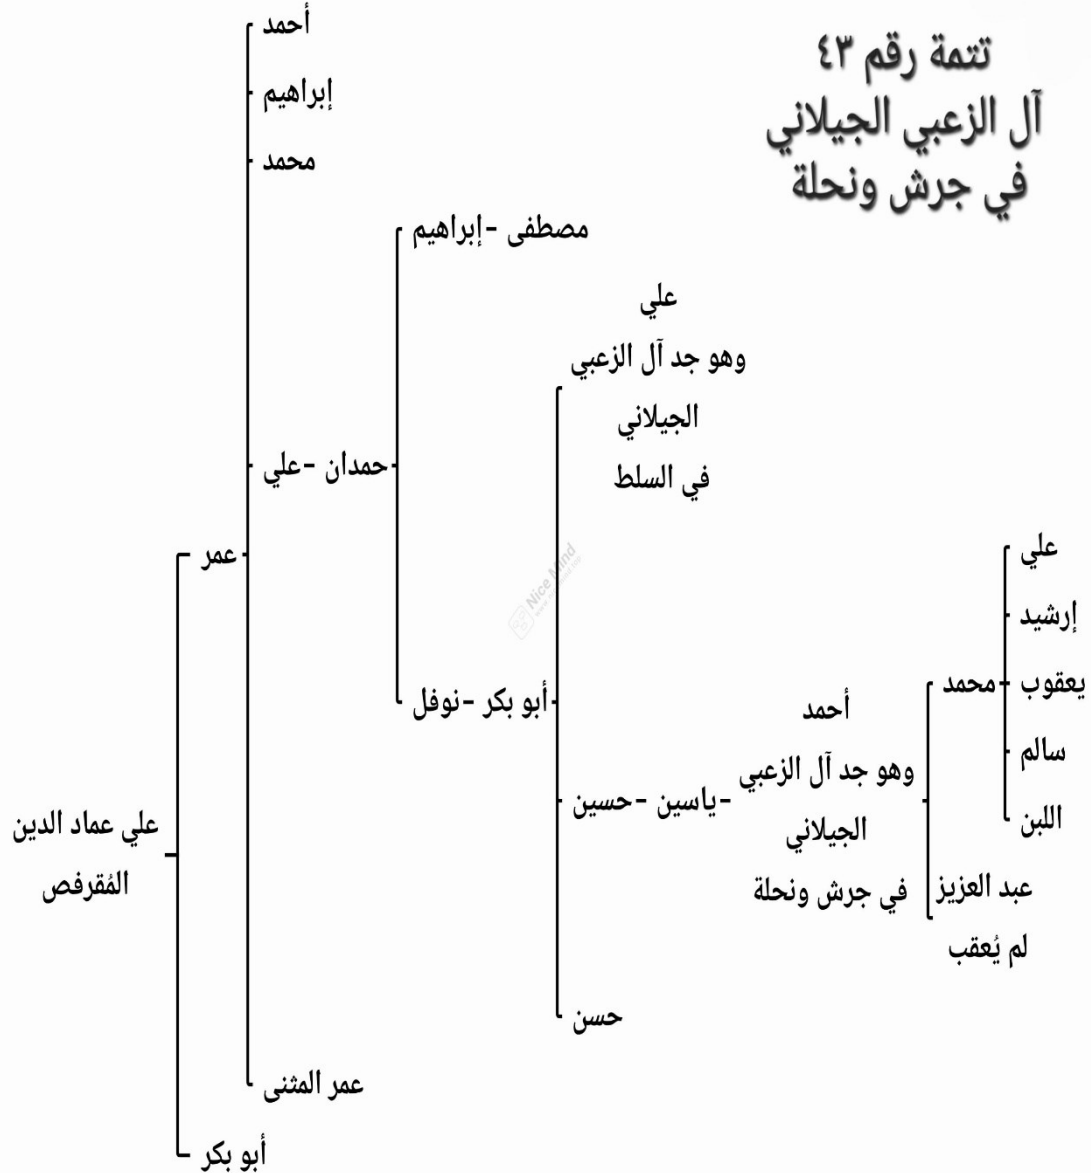 تتمة رقم ٤٣
آل الزعبي الجيلاني
في جرش ونحلة
أحمد
إبراهيم
محمد
إبراهيم - مصطفى
علي
وهو جد آل الزعبي
الجيلاني
في السلط
علي - حمدان
عمر
علي
إرشيد
يعقوب
سالم
اللبن
محمد
نوفل - أبو بكر
أحمد
وهو جد آل الزعبي
الجيلاني
في جرش ونحلة
حسين - ياسين -
علي عماد الدين
المُقرفص
عبد العزيز
لم يُعقب
حسن
عمر المثنى
أبو بكر
Nice Mind